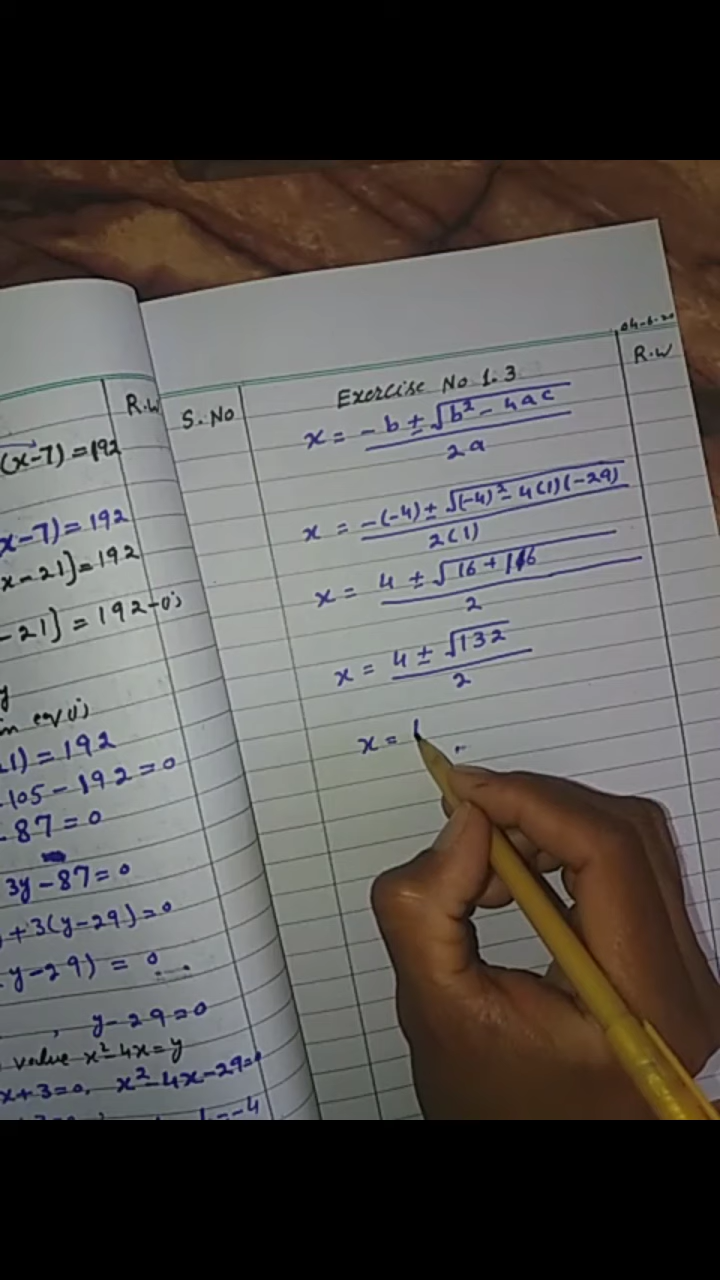 R.W
(x-7) = 192
x-7) = 192
x-21] = 192
-21] = 192-0;
y
in eq
1) = 192
105-192=0
-87=0
3y-87=0
+3(y-29)=0
y-29) = 0
, y-29=0
value x²-4x=y
x+3=0, x²-4x-29=0
=-4
S.No
Exercise No 1.3
R.W
x = -b ± √b²-4ac
2a
x = -(-4) ± √(-4)²-4(1)(-29)
2(1)
x = 4 ± √16+116
2
x = 4 ± √132
2
x =